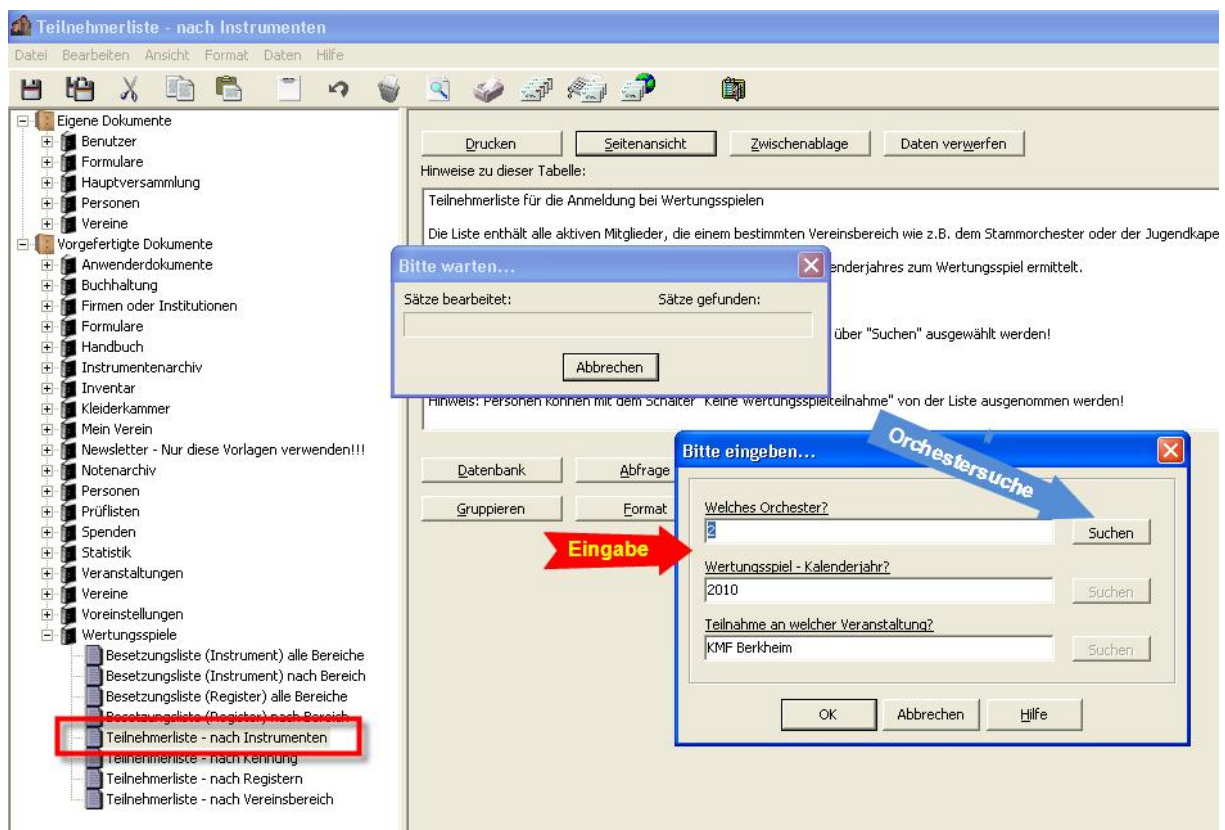 Teilnehmerliste - nach Instrumenten
Datei Bearbeiten Ansicht Format Daten Hilfe
Eigene Dokumente
Benutzer
Formulare
Hauptversammlung
Personen
Vereine
Vorgefertigte Dokumente
Anwenderdokumente
Buchhaltung
Firmen oder Institutionen
Formulare
Handbuch
Instrumentenarchiv
Inventar
Kleiderkammer
Mein Verein
Newsletter - Nur diese Vorlagen verwenden!!!
Notenarchiv
Personen
Prüflisten
Spenden
Statistik
Veranstaltungen
Vereine
Voreinstellungen
Wertungsspiele
Besetzungsliste (Instrument) alle Bereiche
Besetzungsliste (Instrument) nach Bereich
Besetzungsliste (Register) alle Bereiche
Besetzungsliste (Register) nach Bereich
Teilnehmerliste - nach Instrumenten
Teilnehmerliste - nach Kennung
Teilnehmerliste - nach Registern
Teilnehmerliste - nach Vereinsbereich
Drucken Seitenansicht Zwischenablage Daten verwerfen
Hinweise zu dieser Tabelle:
Teilnehmerliste für die Anmeldung bei Wertungsspielen
Die Liste enthält alle aktiven Mitglieder, die einem bestimmten Vereinsbereich wie z.B. dem Stammorchester oder der Jugendkape
enderjahres zum Wertungsspiel ermittelt.
über "Suchen" ausgewählt werden!
Hinweis: Personen können mit dem Schalter "Keine Wertungsspielteilnahme" von der Liste ausgenommen werden!
Datenbank Abfrage
Gruppieren Format
Bitte warten...
Sätze bearbeitet: Sätze gefunden:
Abbrechen
Orchestersuche
Eingabe
Bitte eingeben...
Welches Orchester?
2 Suchen
Wertungsspiel - Kalenderjahr?
2010 Suchen
Teilnahme an welcher Veranstaltung?
KMF Berkheim Suchen
OK Abbrechen Hilfe